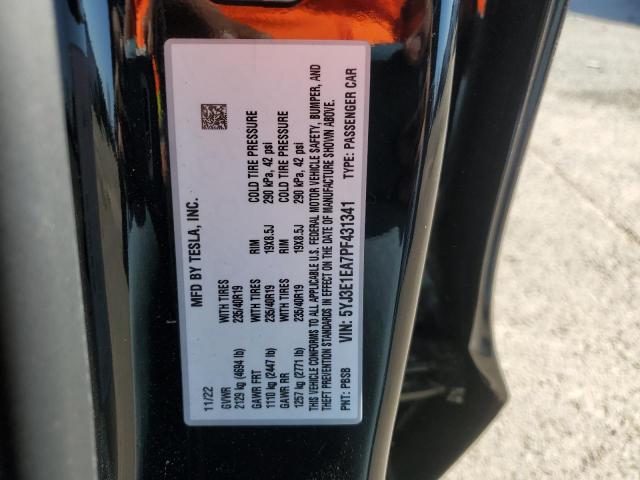 MFD BY TESLA, INC.
11/22
GVWR WITH TIRES RIM COLD TIRE PRESSURE
2129 kg (4694 lb) 235/40R19 19X8.5J 290 kPa, 42 psi
GAWR FRT WITH TIRES RIM COLD TIRE PRESSURE
1110 kg (2447 lb) 235/40R19 19X8.5J 290 kPa, 42 psi
GAWR RR
1257 kg (2771 lb)
THIS VEHICLE CONFORMS TO ALL APPLICABLE U.S. FEDERAL MOTOR VEHICLE SAFETY, BUMPER, AND
THEFT PREVENTION STANDARDS IN EFFECT ON THE DATE OF MANUFACTURE SHOWN ABOVE.
VIN: 5YJ3E1EA7PF431341
PNT: PBSB TYPE: PASSENGER CAR